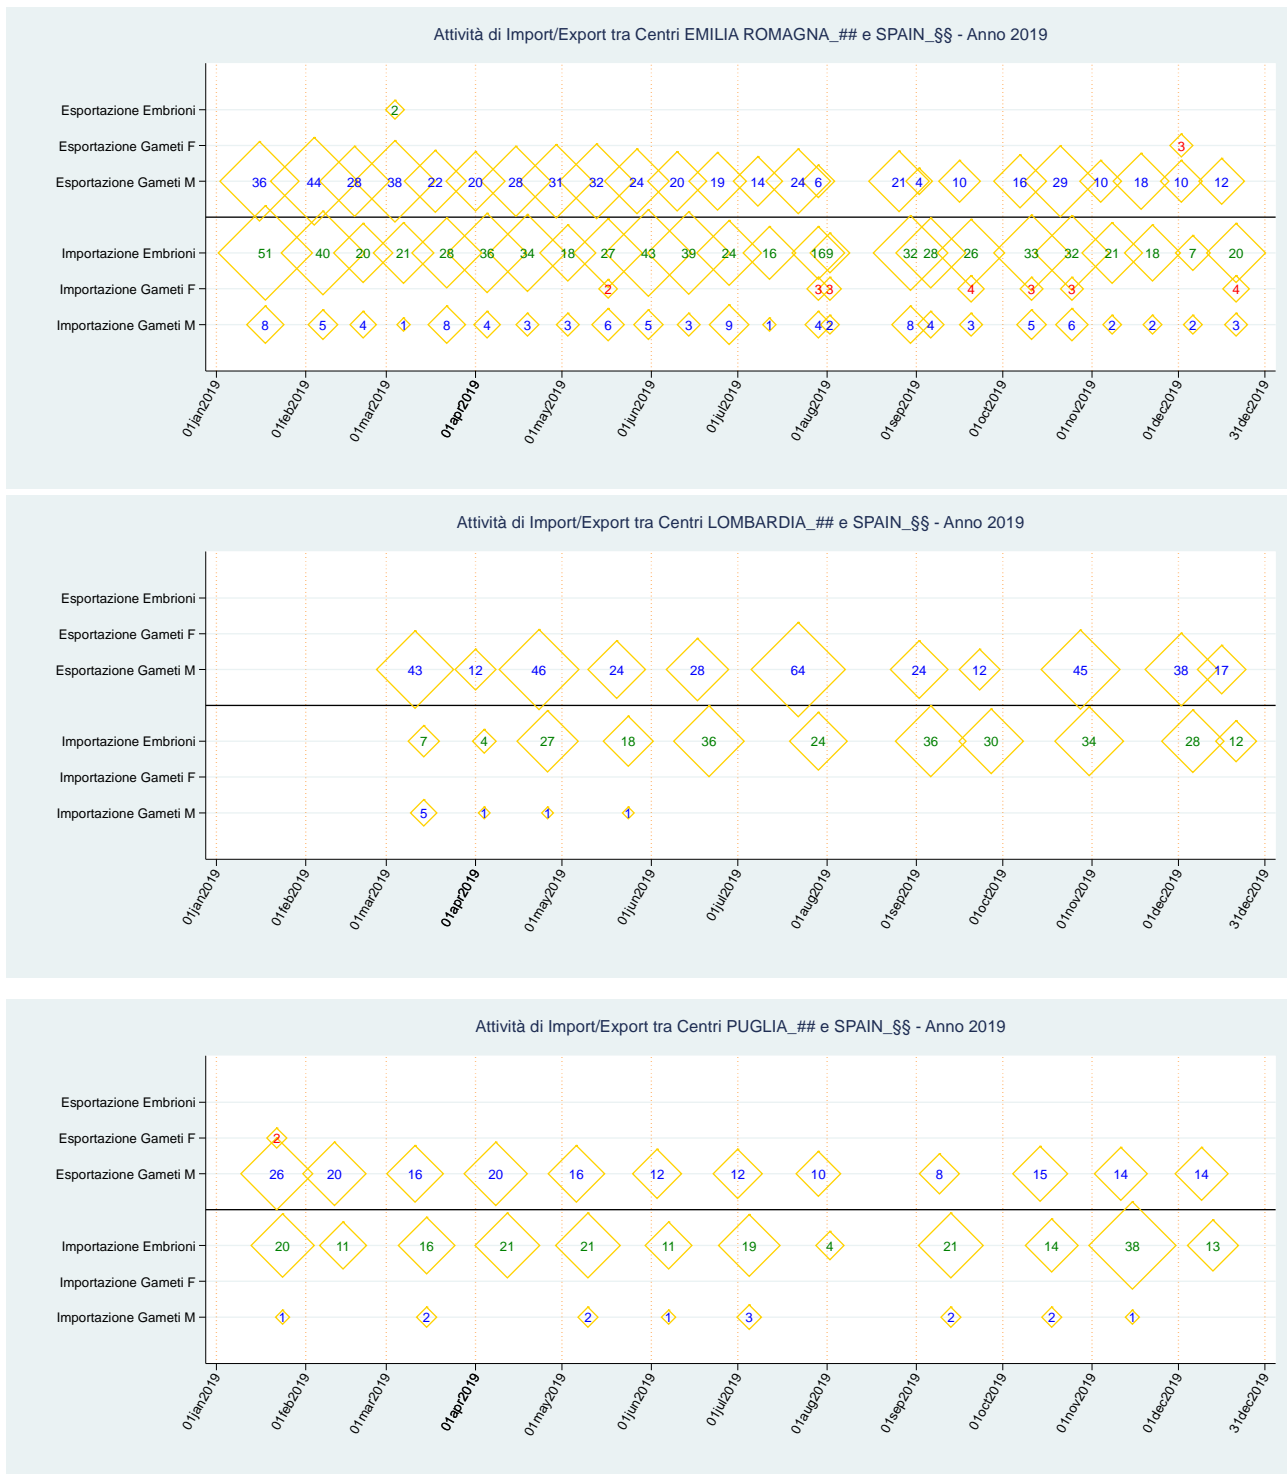 Attività di Import/Export tra Centri EMILIA ROMAGNA_## e SPAIN_§§ - Anno 2019
Esportazione Embrioni 2
Esportazione Gameti F 3
Esportazione Gameti M 36 44 28 38 22 20 28 31 32 24 20 19 14 24 6 21 4 10 16 29 10 18 10 12
Importazione Embrioni 51 40 20 21 28 36 34 18 27 43 39 24 16 16 9 32 28 26 33 32 21 18 7 20
Importazione Gameti F 2 3 3 4 3 3 4
Importazione Gameti M 8 5 4 1 8 4 3 3 6 5 3 9 1 4 2 8 4 3 5 6 2 2 2 3
01jan2019 01feb2019 01mar2019 01apr2019 01may2019 01jun2019 01jul2019 01aug2019 01sep2019 01oct2019 01nov2019 01dec2019 31dec2019
Attività di Import/Export tra Centri LOMBARDIA_## e SPAIN_§§ - Anno 2019
Esportazione Embrioni
Esportazione Gameti F
Esportazione Gameti M 43 12 46 24 28 64 24 12 45 38 17
Importazione Embrioni 7 4 27 18 36 24 36 30 34 28 12
Importazione Gameti F
Importazione Gameti M 5 1 1 1
01jan2019 01feb2019 01mar2019 01apr2019 01may2019 01jun2019 01jul2019 01aug2019 01sep2019 01oct2019 01nov2019 01dec2019 31dec2019
Attività di Import/Export tra Centri PUGLIA_## e SPAIN_§§ - Anno 2019
Esportazione Embrioni
Esportazione Gameti F 2
Esportazione Gameti M 26 20 16 20 16 12 12 10 8 15 14 14
Importazione Embrioni 20 11 16 21 21 11 19 4 21 14 38 13
Importazione Gameti F
Importazione Gameti M 1 2 2 1 3 2 2 1
01jan2019 01feb2019 01mar2019 01apr2019 01may2019 01jun2019 01jul2019 01aug2019 01sep2019 01oct2019 01nov2019 01dec2019 31dec2019